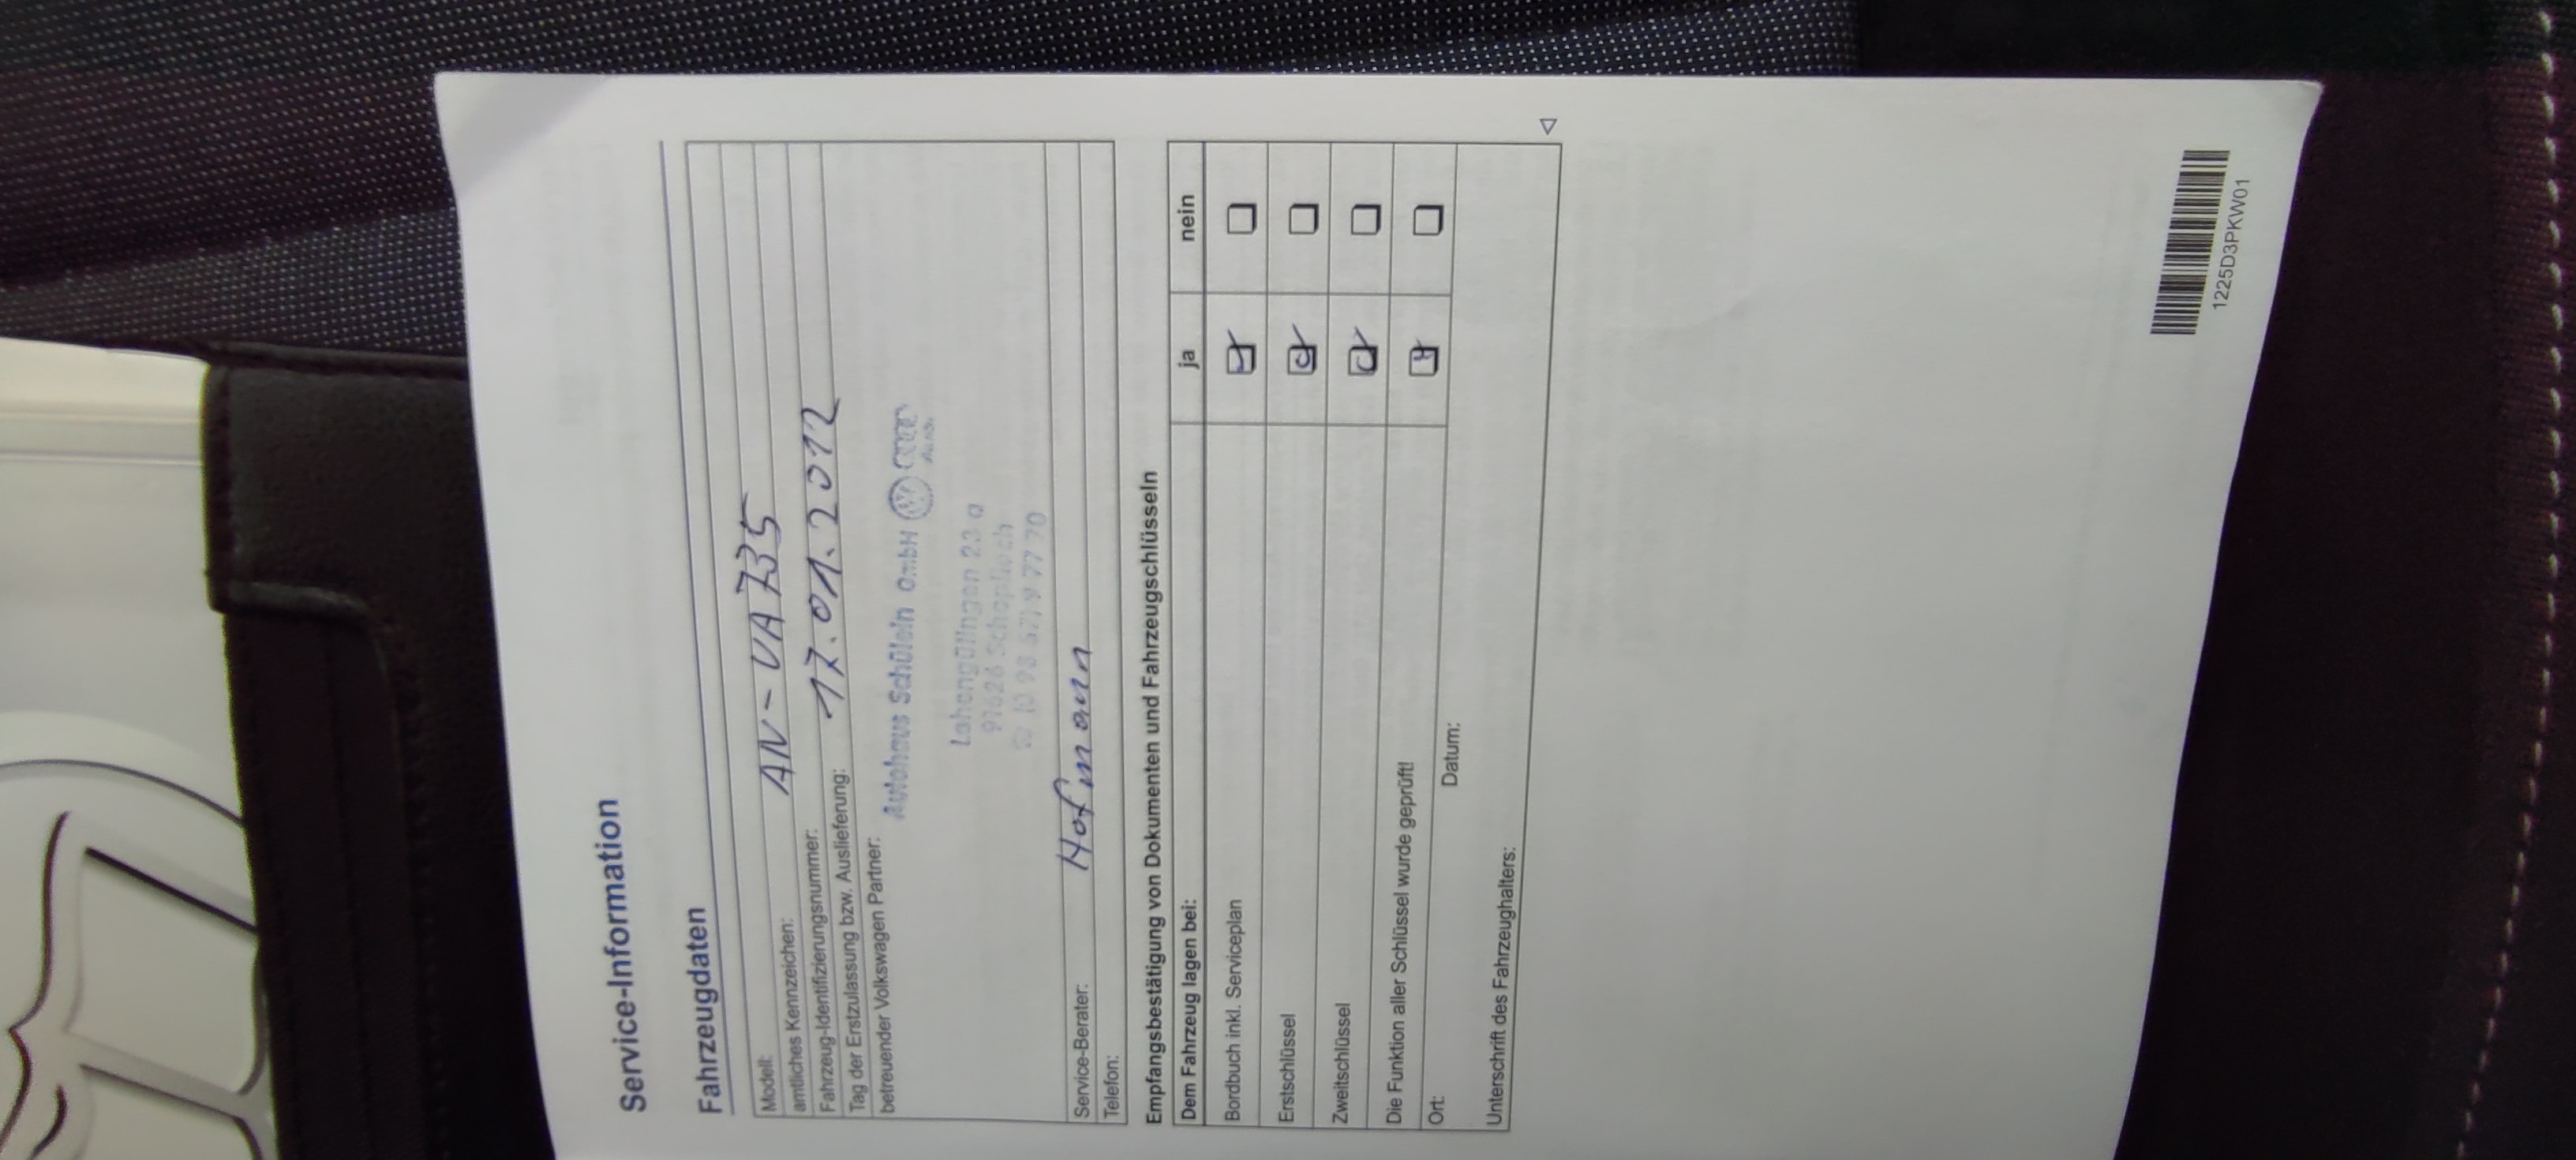 Service-Information
Fahrzeugdaten
Modell:
amtliches Kennzeichen: AN-VA735
Fahrzeug-Identifizierungsnummer:
Tag der Erstzulassung bzw. Auslieferung: 17.01.2012
betreuender Volkswagen Partner:
Autohaus Schülein GmbH
23 a
Service-Berater: Hofmann
Telefon:
Empfangsbestätigung von Dokumenten und Fahrzeugschlüsseln
Dem Fahrzeug lagen bei: ja nein
Bordbuch inkl. Serviceplan
Erstschlüssel
Zweitschlüssel
Die Funktion aller Schlüssel wurde geprüft!
Ort: Datum:
Unterschrift des Fahrzeughalters:
1225D3PKW01